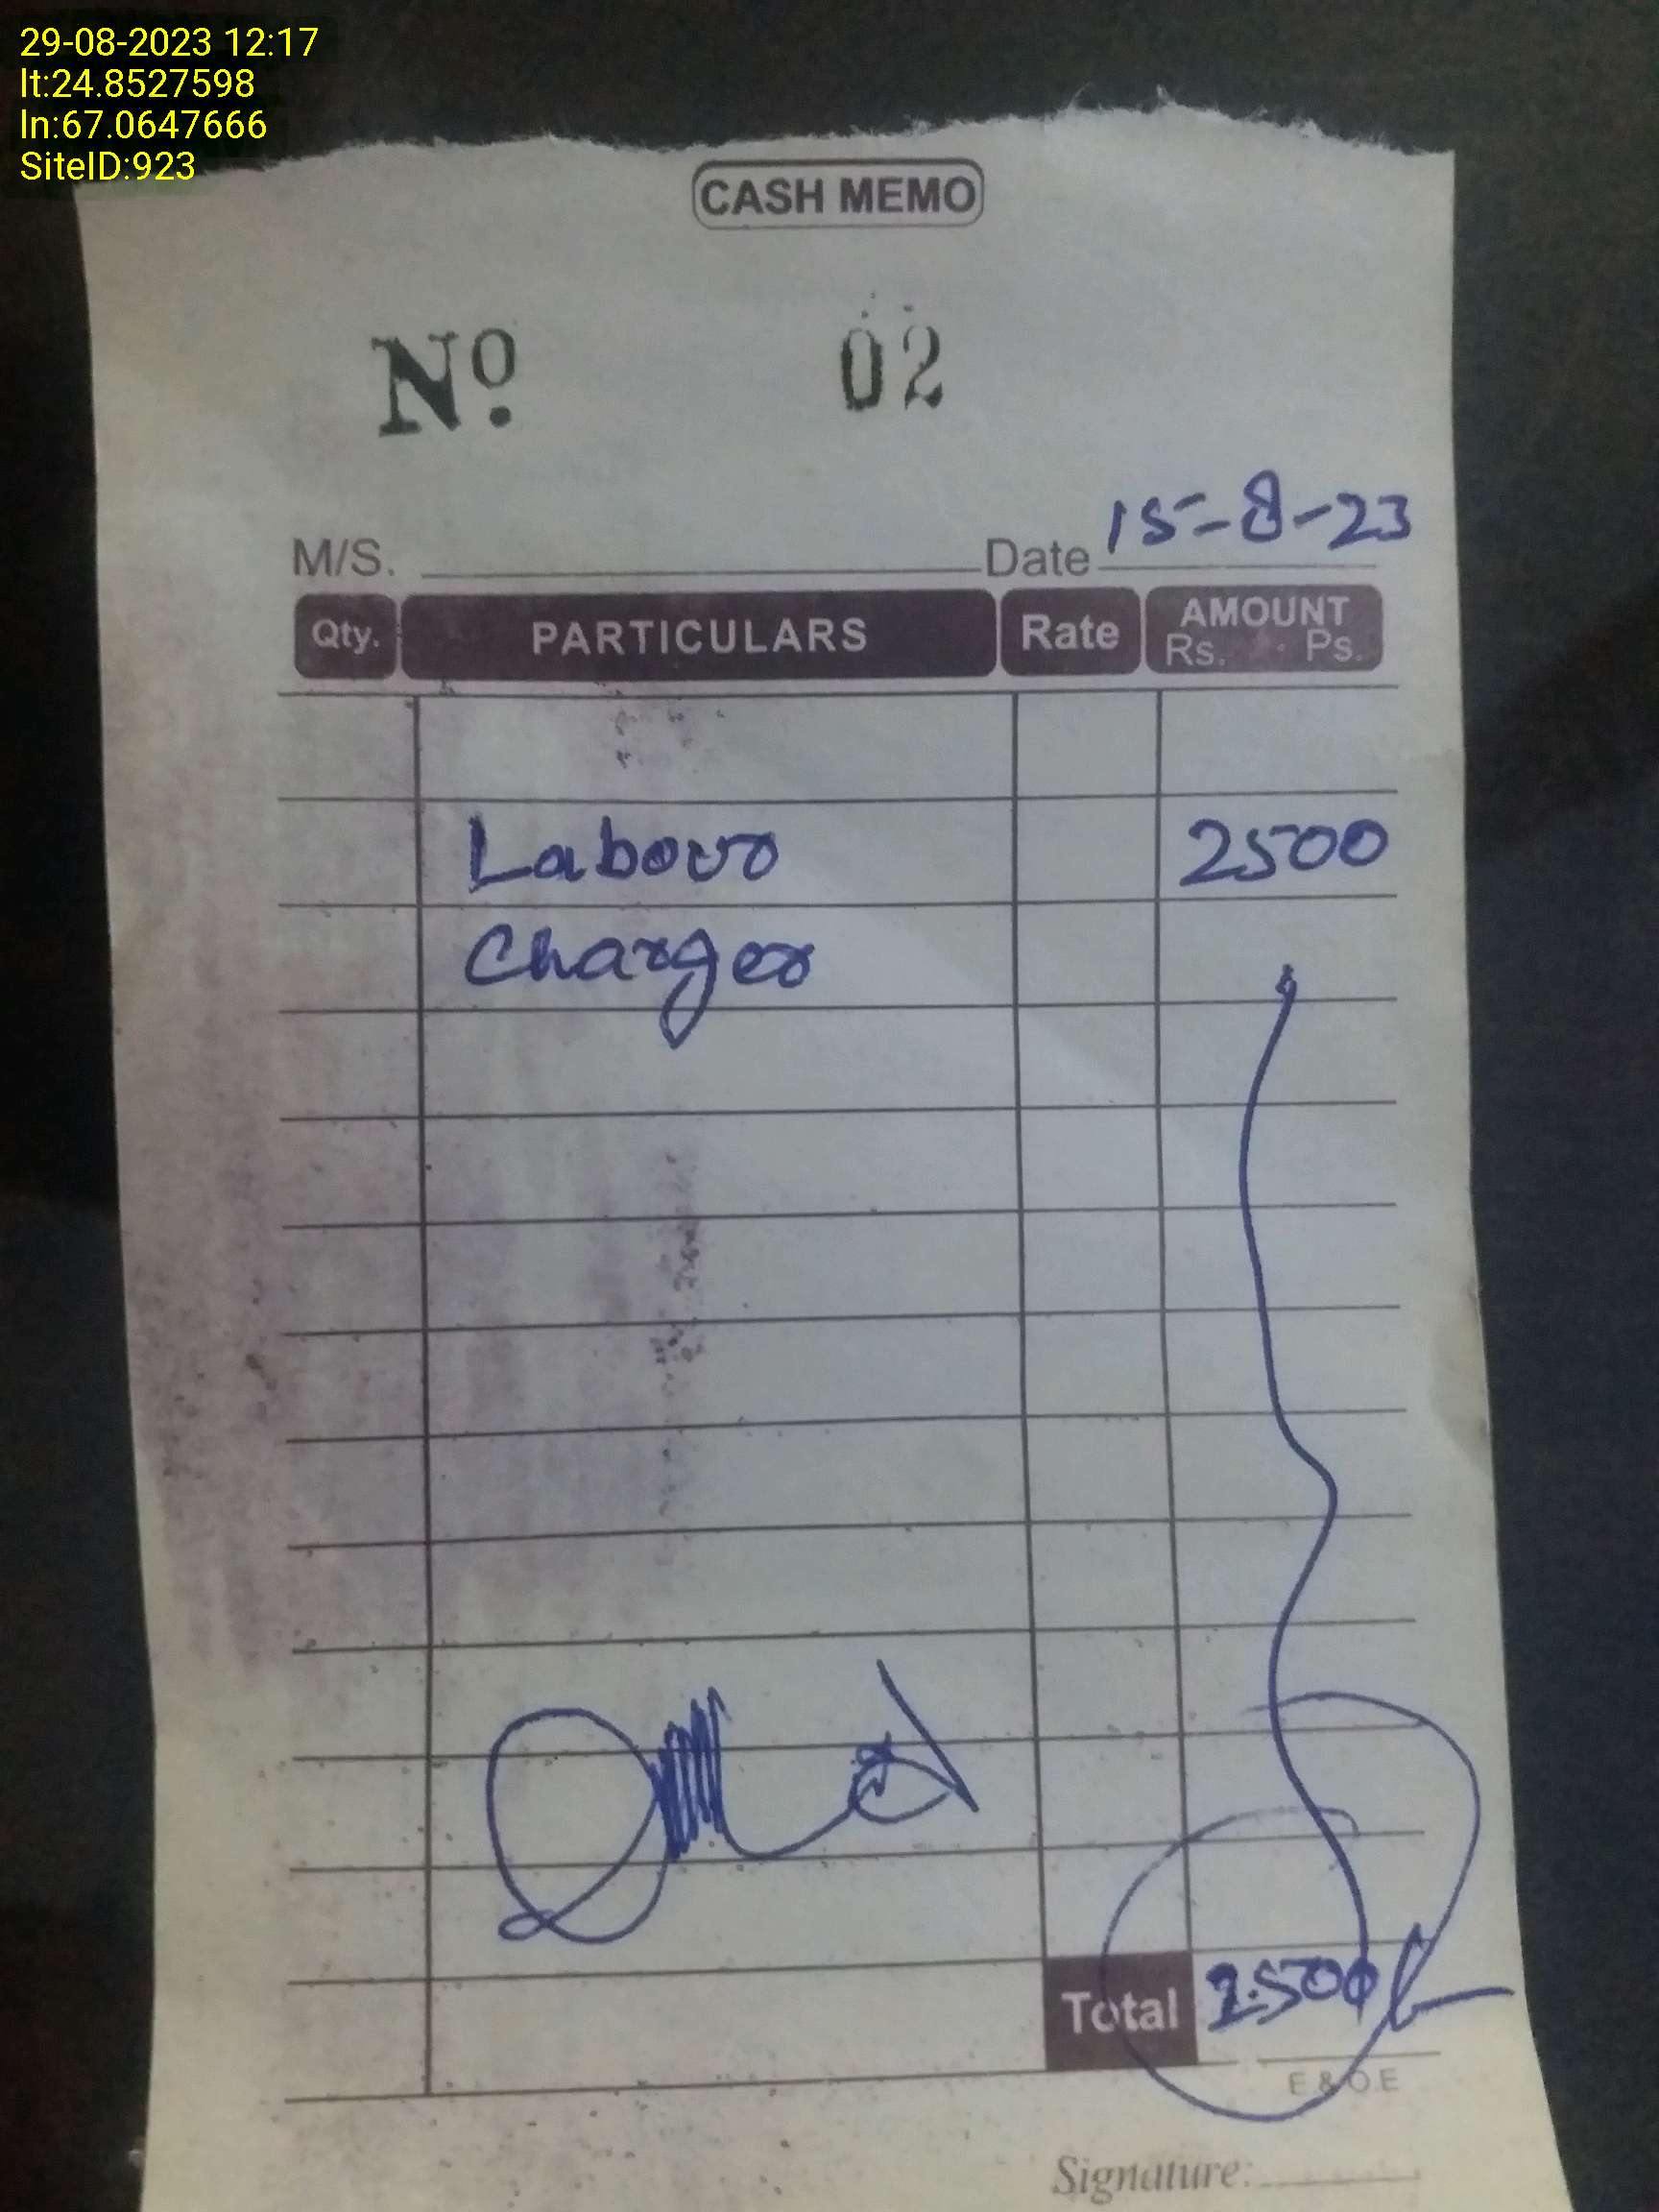 29-08-2023 12:17
lt:24.8527598
ln:67.0647666
SiteID:923
CASH MEMO
Nº. 02
M/S. Date 15-8-23
Qty. PARTICULARS Rate AMOUNT
Rs. Ps.
Labour 2500
Charger
Total 2500/-
E & O.E
Signature: